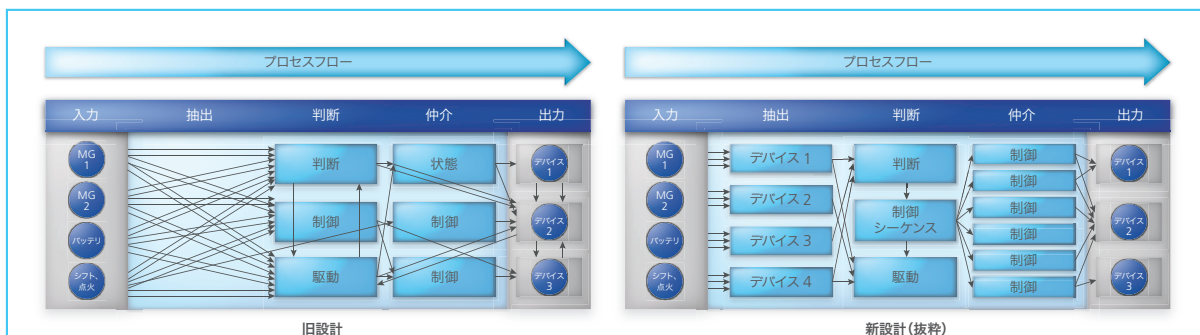 プロセスフロー
入力 抽出 判断 仲介 出力
MG
1
MG
2
バッテリ
シフト、
点火
判断
制御
駆動
状態
制御
制御
デバイス
1
デバイス
2
デバイス
3
旧設計
プロセスフロー
入力 抽出 判断 仲介 出力
MG
1
MG
2
バッテリ
シフト、
点火
デバイス 1
デバイス 2
デバイス 3
デバイス 4
判断
制御
シーケンス
駆動
制御
制御
制御
制御
制御
制御
デバイス
1
デバイス
2
デバイス
3
新設計(抜粋)